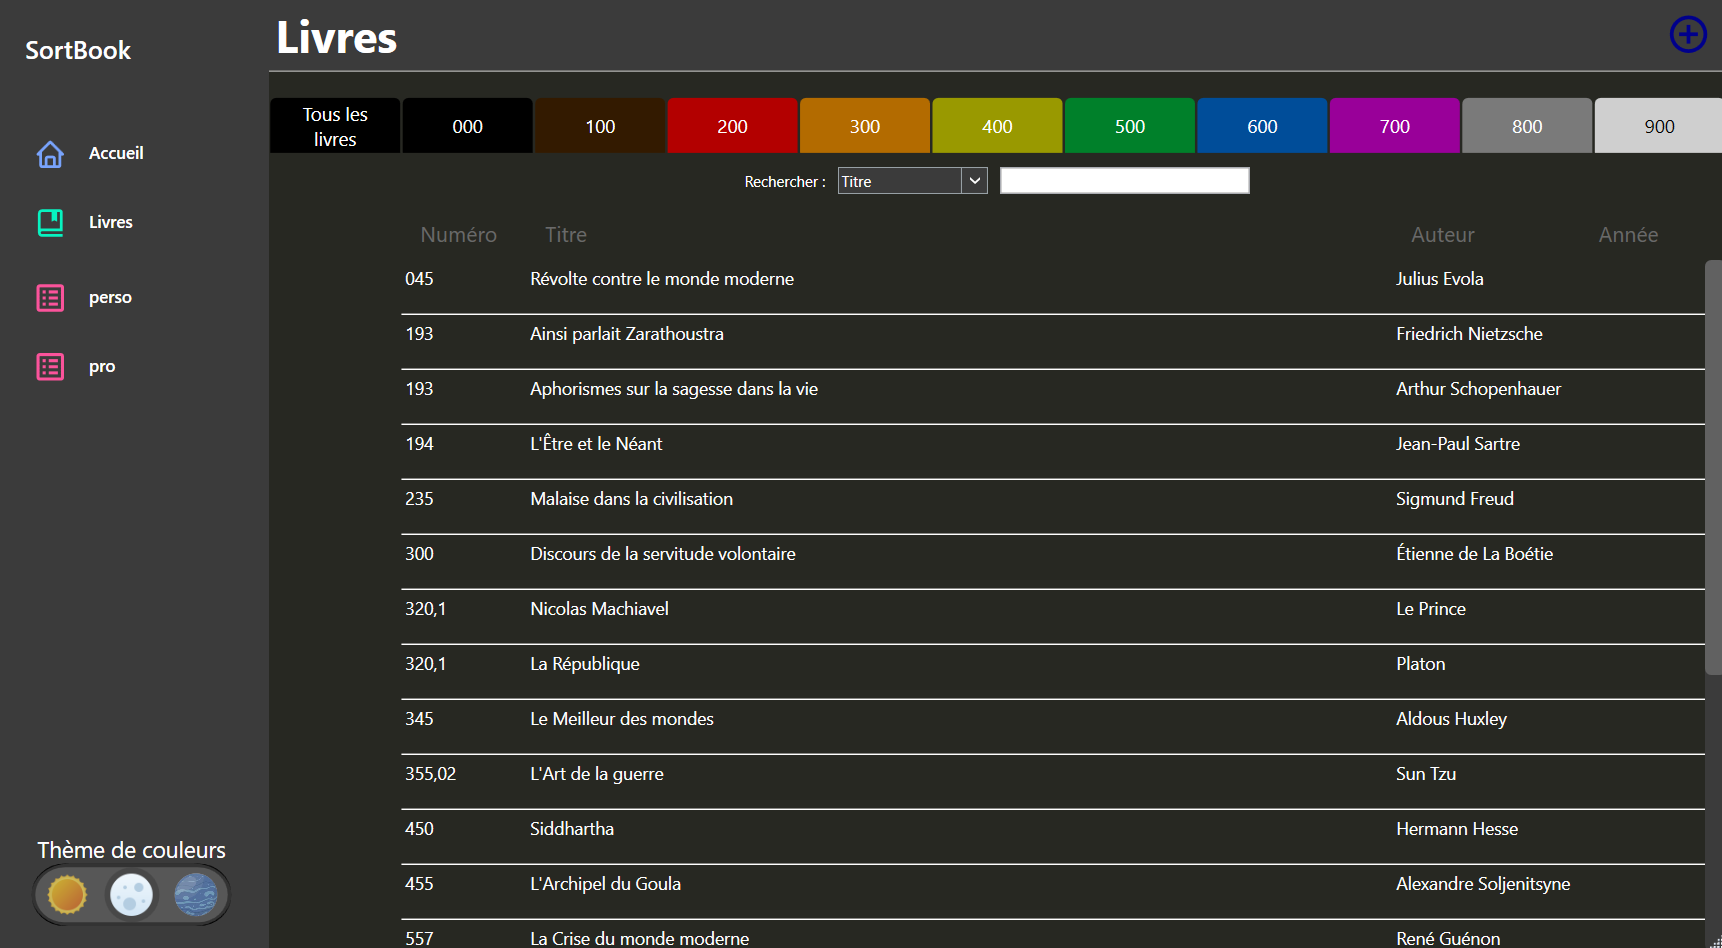 SortBook
Accueil
Livres
perso
pro
Thème de couleurs
Livres
Tous les
livres
000
100
200
300
400
500
600
700
800
900
Rechercher : Titre
Numéro Titre Auteur Année
045 Révolte contre le monde moderne Julius Evola
193 Ainsi parlait Zarathoustra Friedrich Nietzsche
193 Aphorismes sur la sagesse dans la vie Arthur Schopenhauer
194 L'Être et le Néant Jean-Paul Sartre
235 Malaise dans la civilisation Sigmund Freud
300 Discours de la servitude volontaire Étienne de La Boétie
320,1 Nicolas Machiavel Le Prince
320,1 La République Platon
345 Le Meilleur des mondes Aldous Huxley
355,02 L'Art de la guerre Sun Tzu
450 Siddhartha Hermann Hesse
455 L'Archipel du Goula Alexandre Soljenitsyne
557 La Crise du monde moderne René Guénon